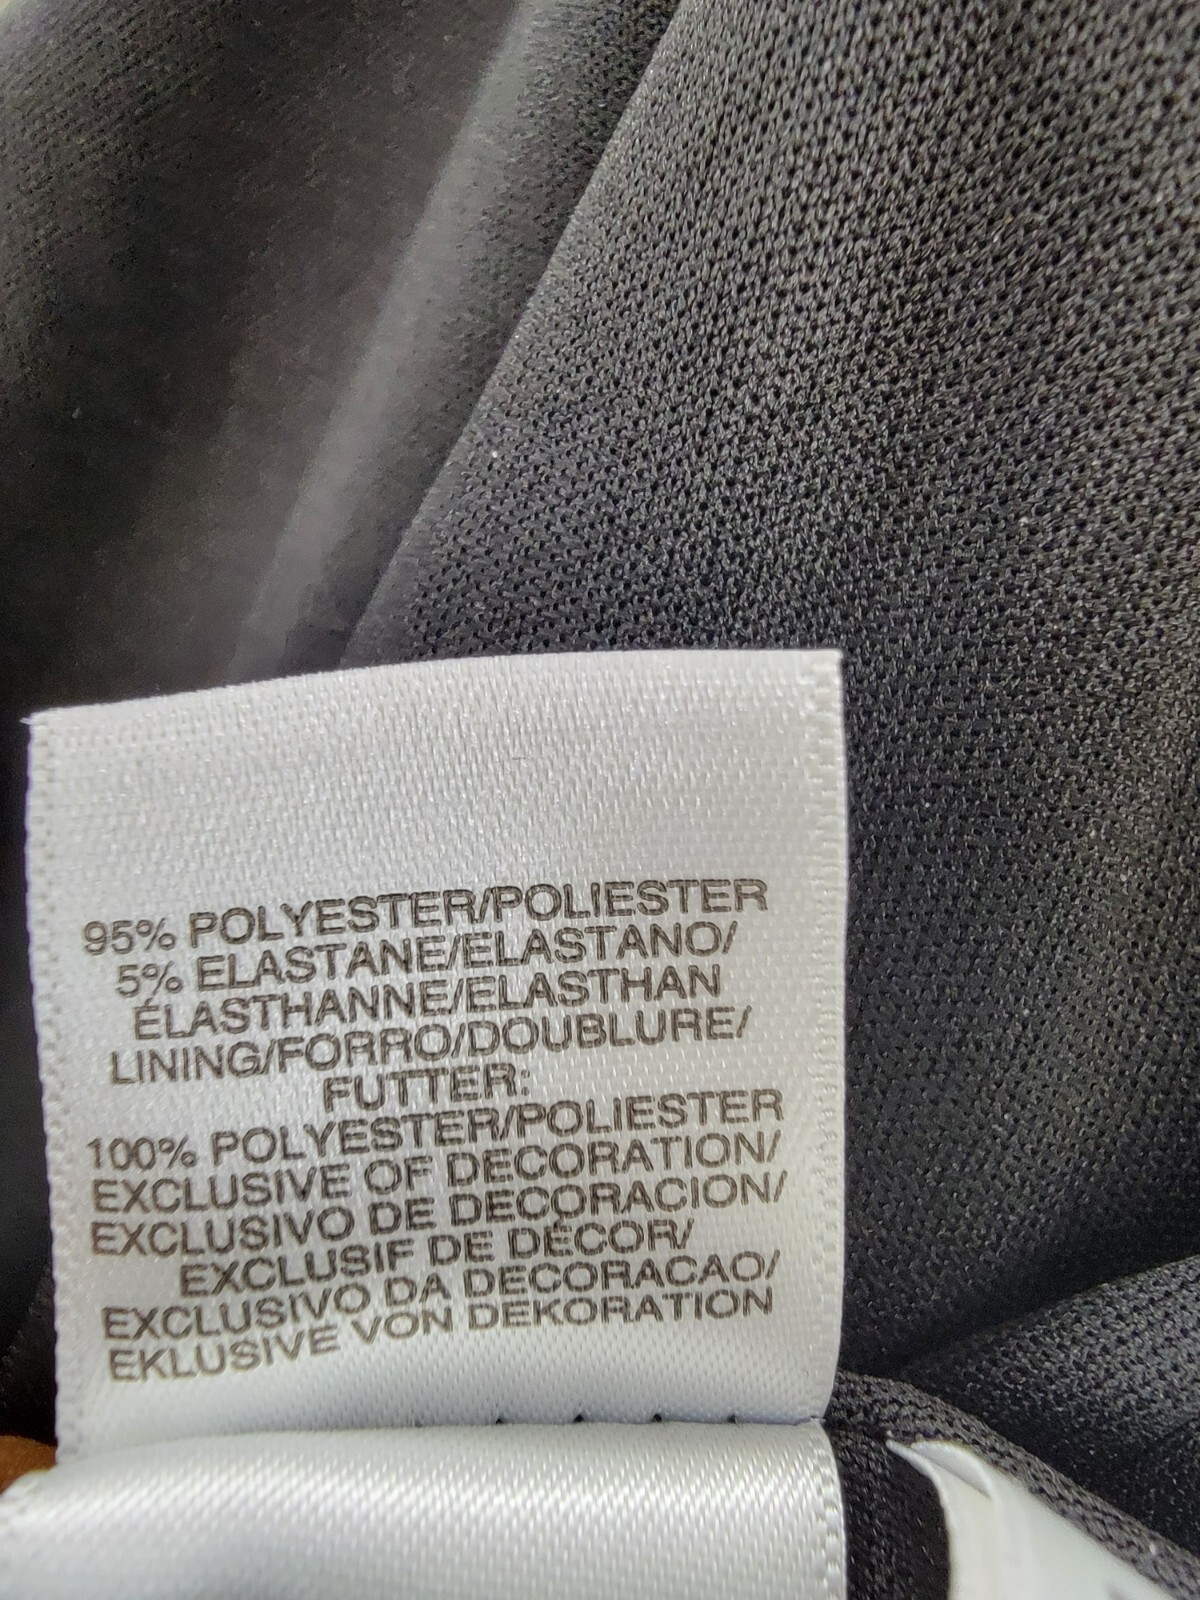 95% POLYESTER/POLIESTER
5% ELASTANE/ELASTANO/
ÉLASTHANNE/ELASTHAN
LINING/FORRO/DOUBLURE/
FUTTER:
100% POLYESTER/POLIESTER
EXCLUSIVE OF DECORATION/
EXCLUSIVO DE DECORACION/
EXCLUSIF DE DÉCOR/
EXCLUSIVO DA DECORACAO/
EKLUSIVE VON DEKORATION